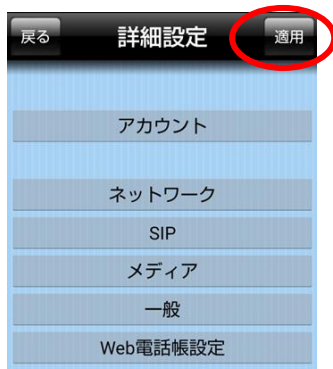 戻る 詳細設定 適用
アカウント
ネットワーク
SIP
メディア
一般
Web電話帳設定